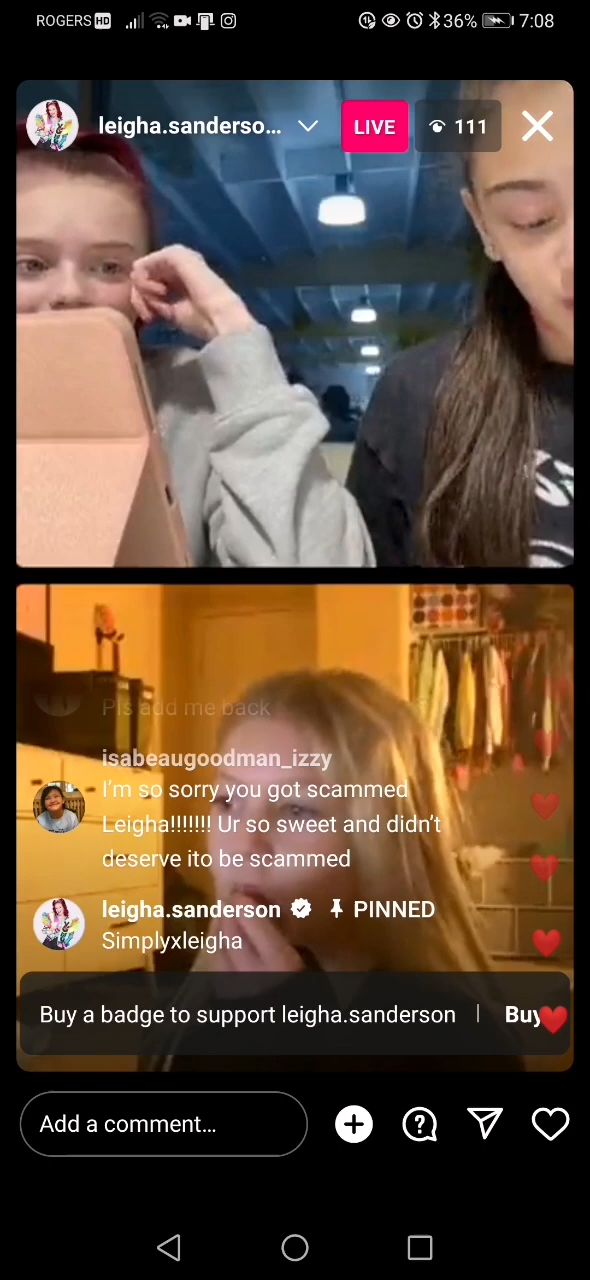 ROGERS HD 36% 7:08
leigha.sanderso... LIVE 111
Pls add me back
isabeaugoodman_izzy
I'm so sorry you got scammed
Leigha!!!!!!! Ur so sweet and didn't
deserve ito be scammed
leigha.sanderson PINNED
Simplyxleigha
Buy a badge to support leigha.sanderson | Buy
Add a comment...